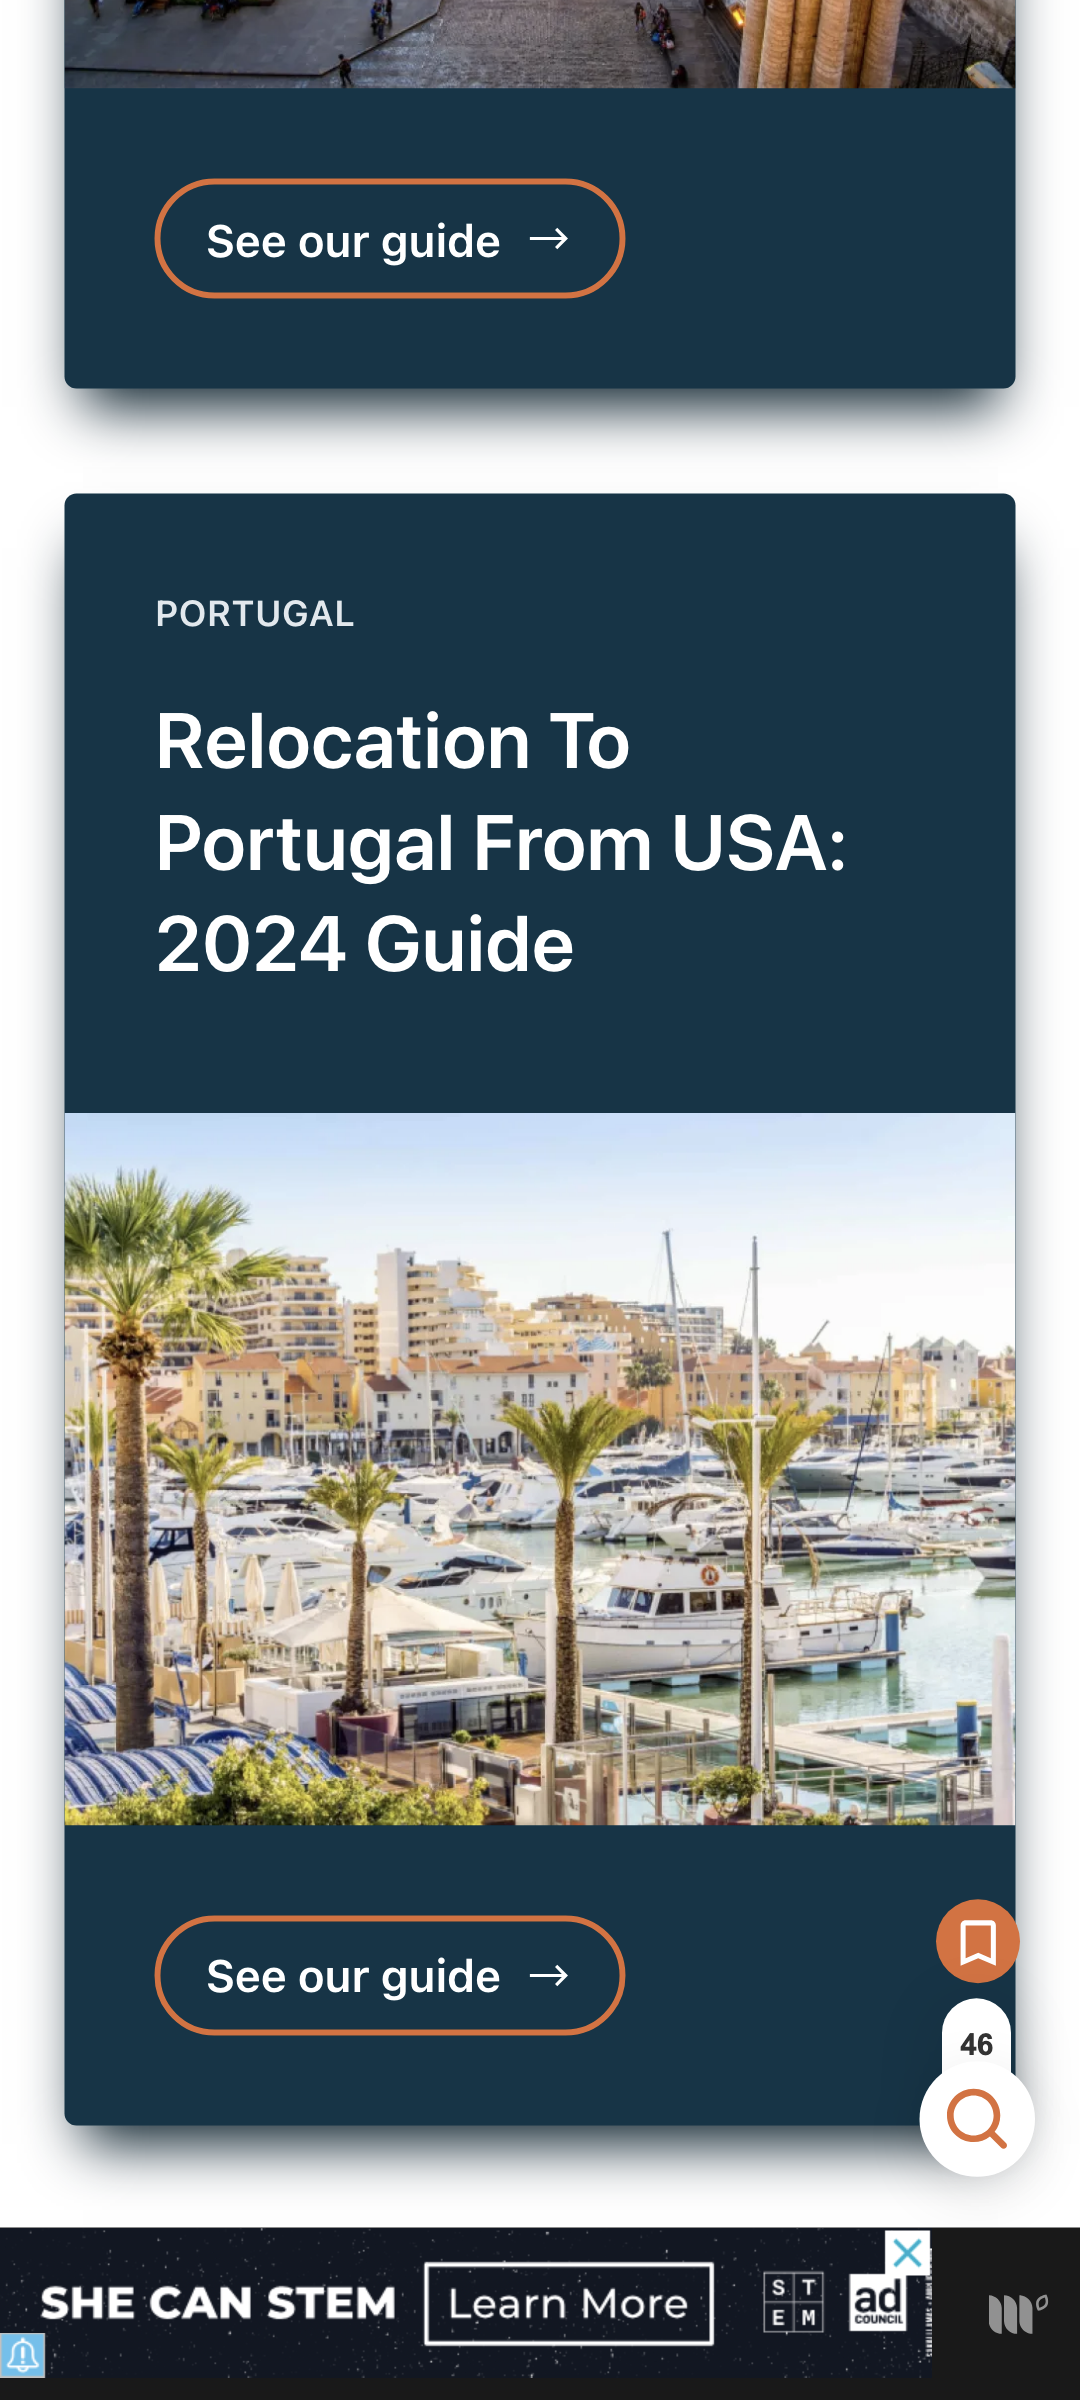 See our guide →
PORTUGAL
Relocation To
Portugal From USA:
2024 Guide
See our guide →
46
SHE CAN STEM
Learn More
S T
E M
ad
COUNCIL